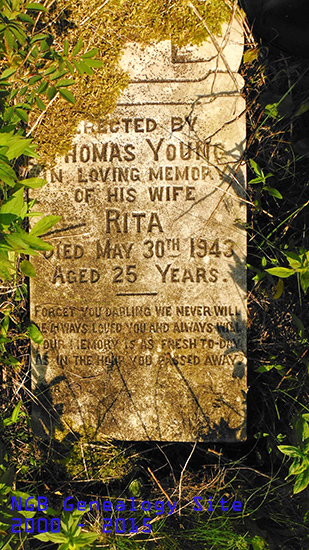 ERECTED BY
THOMAS YOUNG
IN LOVING MEMORY
OF HIS WIFE
RITA
DIED MAY 30TH 1943
AGED 25 YEARS.
FORGET YOU DARLING WE NEVER WILL
WE ALWAYS LOVED YOU AND ALWAYS WILL
OUR MEMORY IS AS FRESH TO-DAY
AS IN THE HOUR YOU PASSED AWAY
NGB Genealogy Site
2000 - 2015